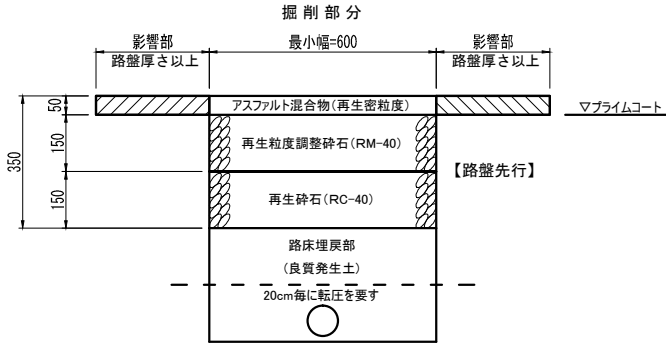 掘削部分
影響部
最小幅=600
影響部
路盤厚さ以上
路盤厚さ以上
50
アスファルト混合物(再生密粒度)
▽プライムコート
350
150
再生粒度調整砕石(RM-40)
【路盤先行】
150
再生砕石(RC-40)
路床埋戻部
(良質発生土)
20cm毎に転圧を要す